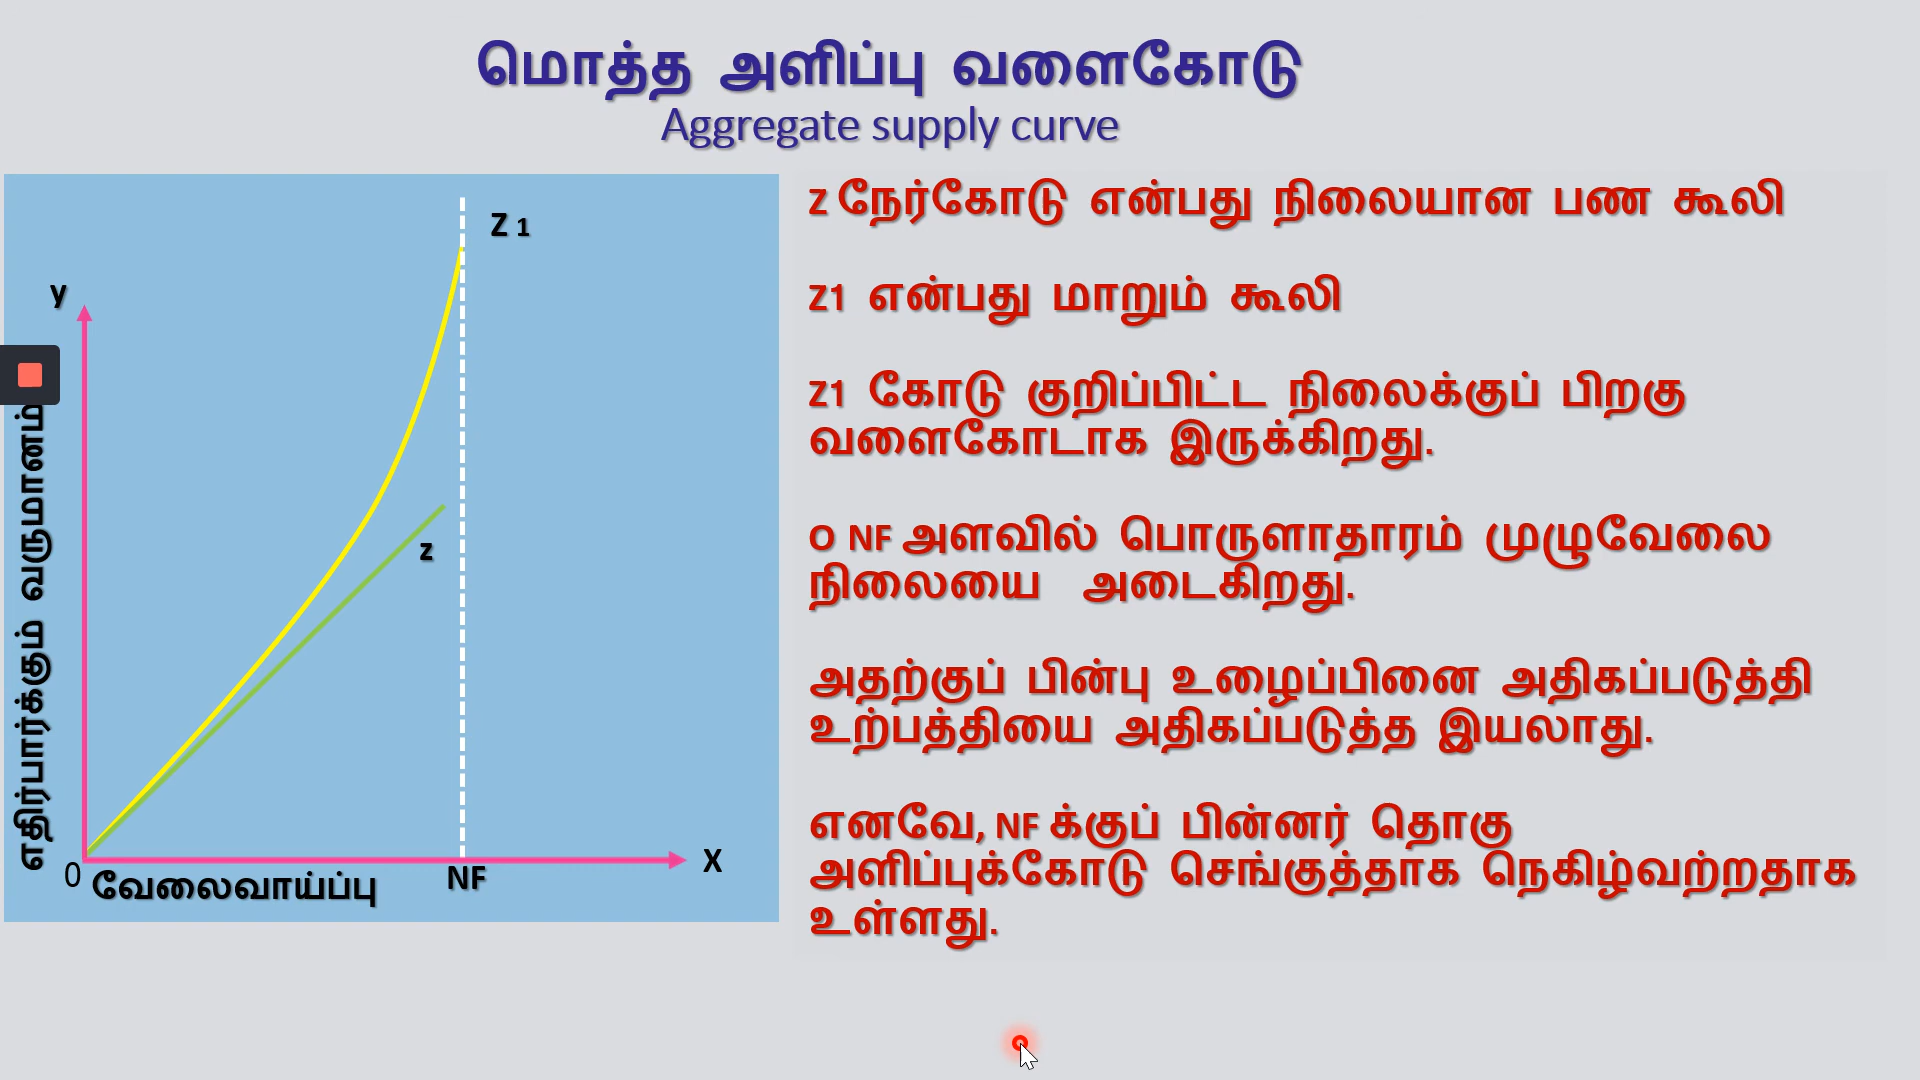 மொத்த அளிப்பு வளைகோடு
Aggregate supply curve
Z 1
y
எதிர்பார்க்கும் வருமானம்
z
0
வேலைவாய்ப்பு
NF
X
Z நேர்கோடு என்பது நிலையான பண கூலி
Z1 என்பது மாறும் கூலி
Z1 கோடு குறிப்பிட்ட நிலைக்குப் பிறகு
வளைகோடாக இருக்கிறது.
O NF அளவில் பொருளாதாரம் முழுவேலை
நிலையை அடைகிறது.
அதற்குப் பின்பு உழைப்பினை அதிகப்படுத்தி
உற்பத்தியை அதிகப்படுத்த இயலாது.
எனவே, NF க்குப் பின்னர் தொகு
அளிப்புக்கோடு செங்குத்தாக நெகிழ்வற்றதாக
உள்ளது.